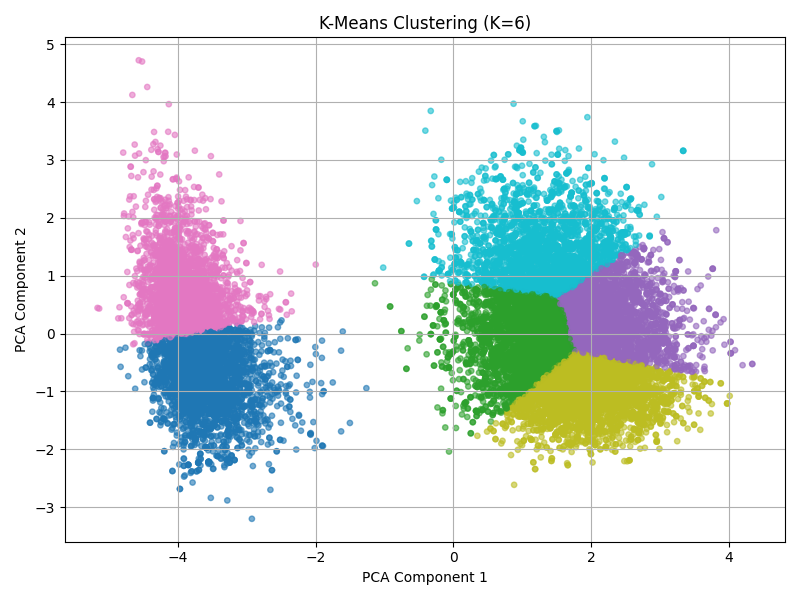 K-Means Clustering (K=6)
5
4
3
2
1
0
−1
−2
−3
PCA Component 2
−4 −2 0 2 4
PCA Component 1